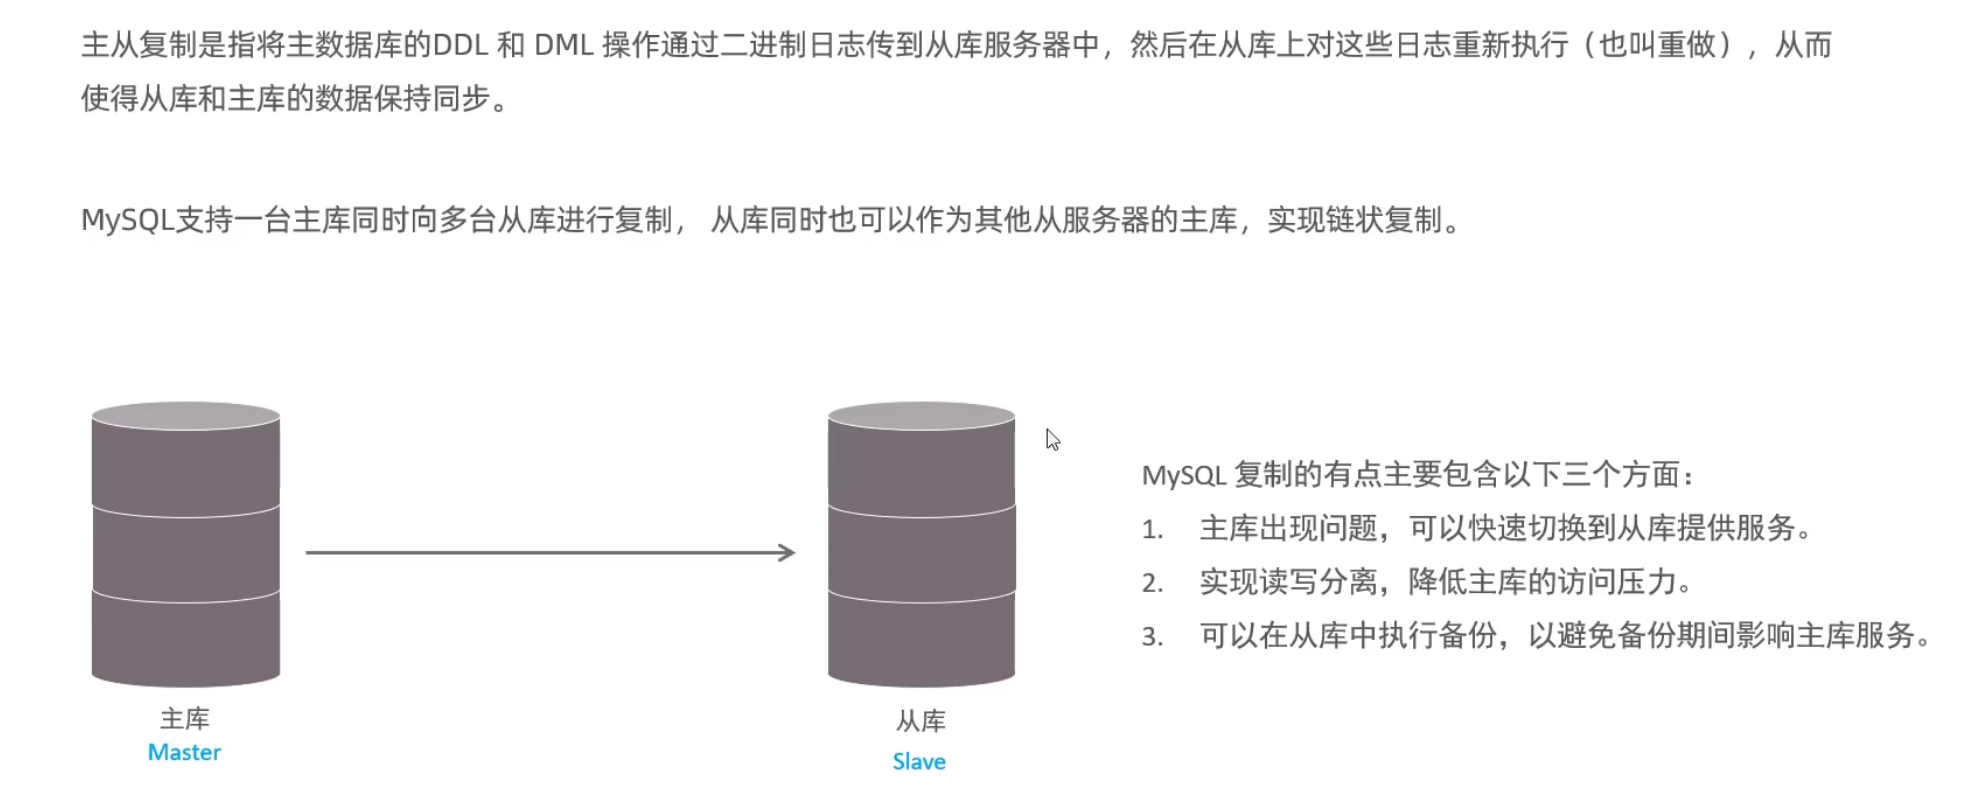 主从复制是指将主数据库的DDL 和 DML 操作通过二进制日志传到从库服务器中，然后在从库上对这些日志重新执行（也叫重做），从而
使得从库和主库的数据保持同步。
MySQL支持一台主库同时向多台从库进行复制， 从库同时也可以作为其他从服务器的主库，实现链状复制。
MySQL 复制的有点主要包含以下三个方面：
1. 主库出现问题，可以快速切换到从库提供服务。
2. 实现读写分离，降低主库的访问压力。
3. 可以在从库中执行备份，以避免备份期间影响主库服务。
主库
Master
从库
Slave